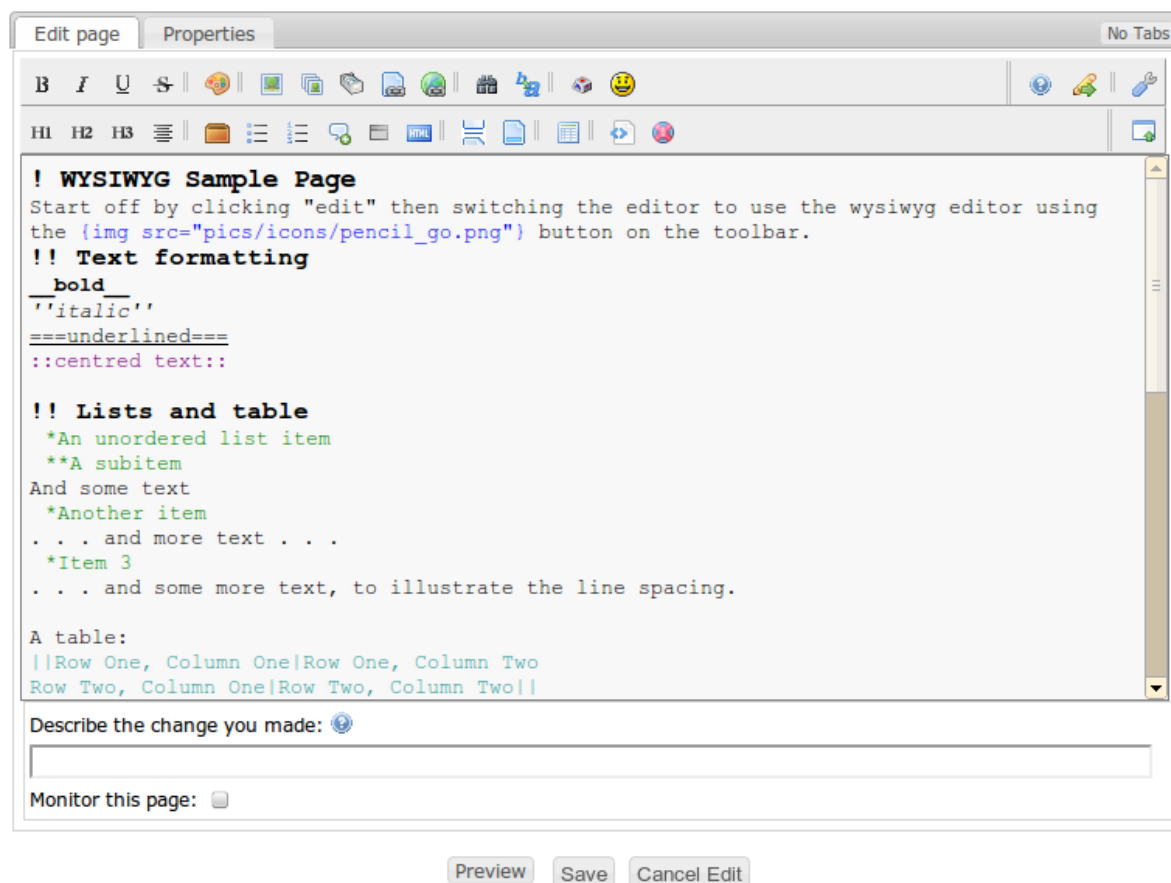 Edit page Properties No Tabs
B I U S
H1 H2 H3 HTML
! WYSIWYG Sample Page
Start off by clicking "edit" then switching the editor to use the wysiwyg editor using
the {img src="pics/icons/pencil_go.png"} button on the toolbar.
!! Text formatting
__bold__
''italic''
===underlined===
::centred text::
!! Lists and table
*An unordered list item
**A subitem
And some text
*Another item
. . . and more text . . .
*Item 3
. . . and some more text, to illustrate the line spacing.
A table:
||Row One, Column One|Row One, Column Two
Row Two, Column One|Row Two, Column Two||
Describe the change you made:
Monitor this page:
Preview Save Cancel Edit